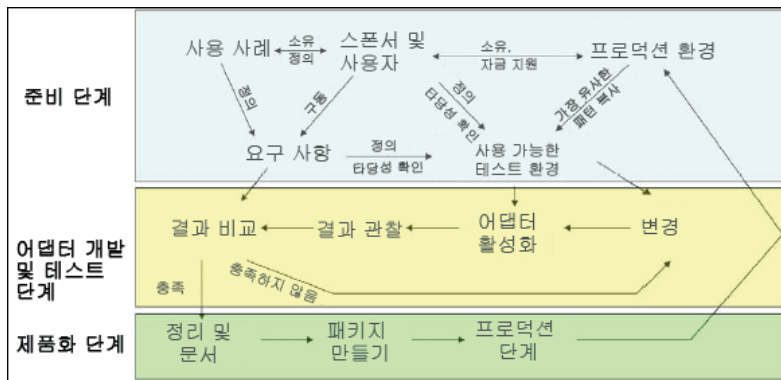 준비 단계
사용 사례
소유
정의
스폰서 및
사용자
소유,
자금 지원
프로덕션 환경
정의
구동
정의
타당성 확인
가장 유사한
패턴 복사
요구 사항
정의
타당성 확인
사용 가능한
테스트 환경
어댑터 개발
및 테스트
단계
결과 비교
결과 관찰
어댑터
활성화
변경
충족
충족하지 않음
제품화 단계
정리 및
문서
패키지
만들기
프로덕션
단계